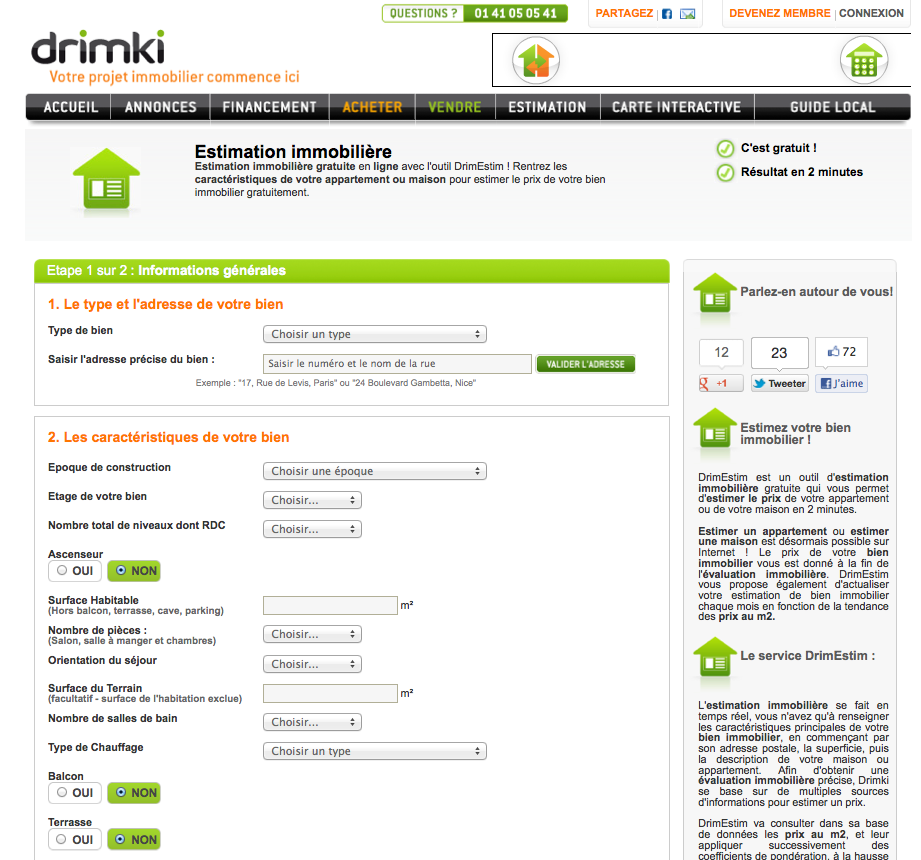 QUESTIONS ? 01 41 05 05 41
PARTAGEZ |
DEVENEZ MEMBRE | CONNEXION
drimki
Votre projet immobilier commence ici
ACCUEIL ANNONCES FINANCEMENT ACHETER VENDRE ESTIMATION CARTE INTERACTIVE GUIDE LOCAL
Estimation immobilière
Estimation immobilière gratuite en ligne avec l'outil DrimEstim ! Rentrez les
caractéristiques de votre appartement ou maison pour estimer le prix de votre bien
immobilier gratuitement.
C'est gratuit !
Résultat en 2 minutes
Etape 1 sur 2 : Informations générales
1. Le type et l'adresse de votre bien
Type de bien
Choisir un type
Saisir l'adresse précise du bien :
Saisir le numéro et le nom de la rue
VALIDER L'ADRESSE
Exemple : "17, Rue de Levis, Paris" ou "24 Boulevard Gambetta, Nice"
2. Les caractéristiques de votre bien
Epoque de construction
Choisir une époque
Etage de votre bien
Choisir...
Nombre total de niveaux dont RDC
Choisir...
Ascenseur
OUI NON
Surface Habitable
(Hors balcon, terrasse, cave, parking)
m²
Nombre de pièces :
(Salon, salle à manger et chambres)
Choisir...
Orientation du séjour
Choisir...
Surface du Terrain
(facultatif - surface de l'habitation exclue)
m²
Nombre de salles de bain
Choisir...
Type de Chauffage
Choisir un type
Balcon
OUI NON
Terrasse
OUI NON
Parlez-en autour de vous!
12 23 72
+1 Tweeter J'aime
Estimez votre bien
immobilier !
DrimEstim est un outil d'estimation
immobilière gratuite qui vous permet
d'estimer le prix de votre appartement
ou de votre maison en 2 minutes.
Estimer un appartement ou estimer
une maison est désormais possible sur
Internet ! Le prix de votre bien
immobilier vous est donné à la fin de
l'évaluation immobilière. DrimEstim
vous propose également d'actualiser
votre estimation de bien immobilier
chaque mois en fonction de la tendance
des prix au m2.
Le service DrimEstim :
L'estimation immobilière se fait en
temps réel, vous n'avez qu'à renseigner
les caractéristiques principales de votre
bien immobilier, en commençant par
son adresse postale, la superficie, puis
la description de votre maison ou
appartement. Afin d'obtenir une
évaluation immobilière précise, Drimki
se base sur de multiples sources
d'informations pour estimer un prix.
DrimEstim va consulter dans sa base
de données les prix au m2, et leur
appliquer successivement des
coefficients de pondération, à la hausse